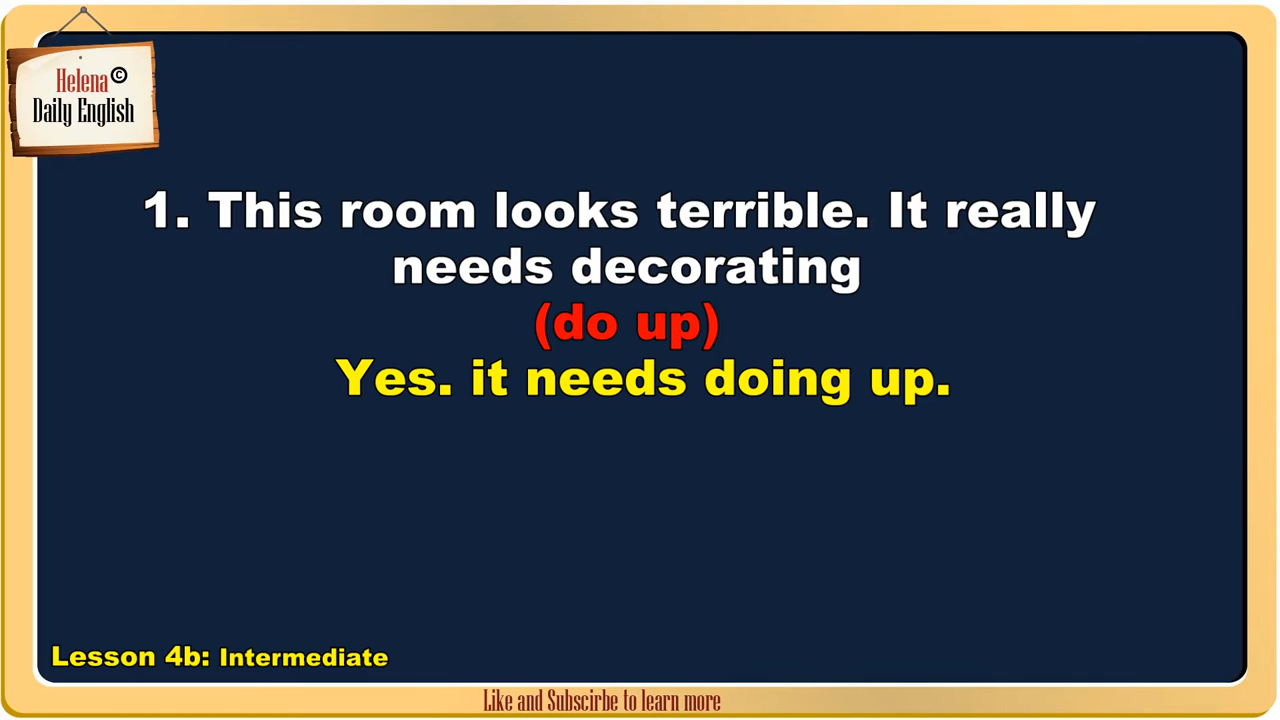 Helena©
Daily English
1. This room looks terrible. It really
needs decorating
(do up)
Yes. it needs doing up.
Lesson 4b: Intermediate
Like and Subscirbe to learn more